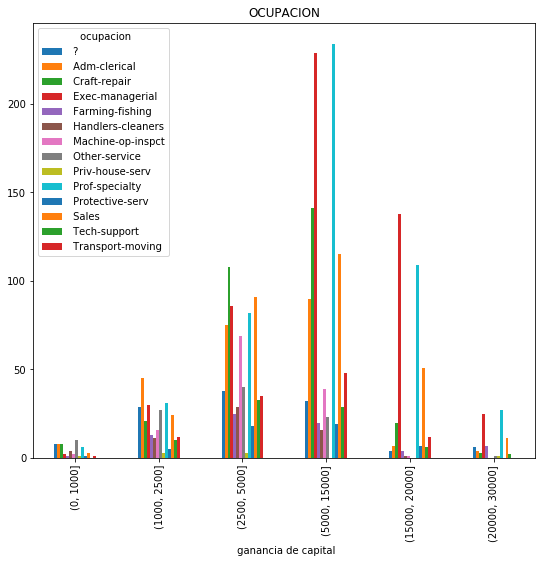 OCUPACION
ocupacion
?
Adm-clerical
Craft-repair
Exec-managerial
Farming-fishing
Handlers-cleaners
Machine-op-inspct
Other-service
Priv-house-serv
Prof-specialty
Protective-serv
Sales
Tech-support
Transport-moving
200
150
100
50
0
(0, 1000]
(1000, 2500]
(2500, 5000]
(5000, 15000]
(15000, 20000]
(20000, 30000]
ganancia de capital